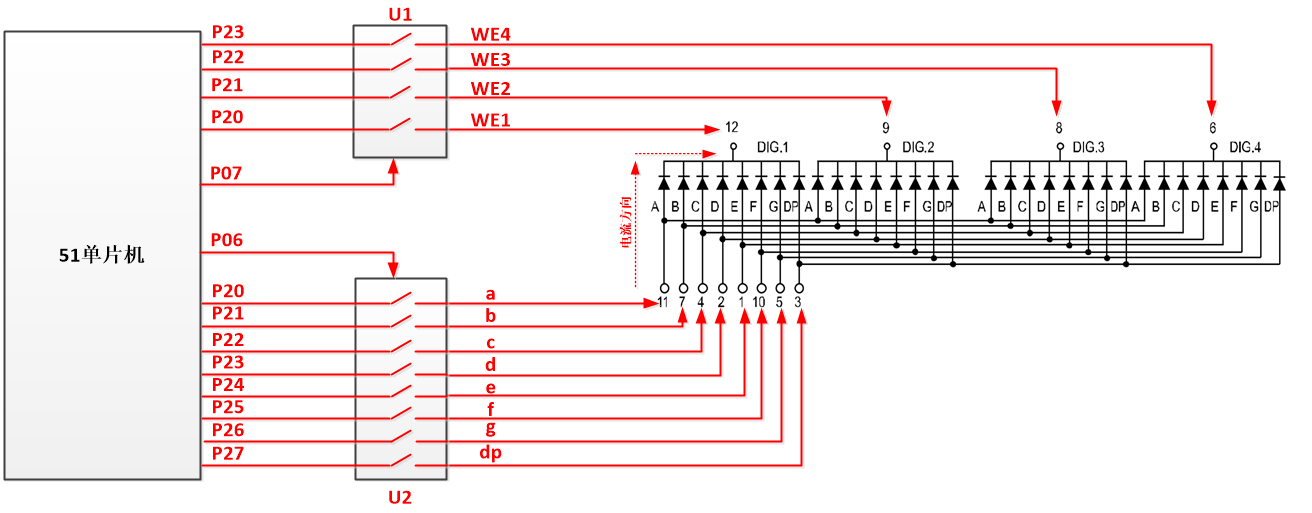 U1
P23 WE4
P22 WE3
P21 WE2
P20 WE1
12 9 8 6
DIG.1 DIG.2 DIG.3 DIG.4
P07
电流方向
A B C D E F G DP A B C D E F G DP A B C D E F G DP A B C D E F G DP
51单片机
P06
P20 a
11 7 4 2 1 10 5 3
P21 b
P22 c
P23 d
P24 e
P25 f
P26 g
P27 dp
U2